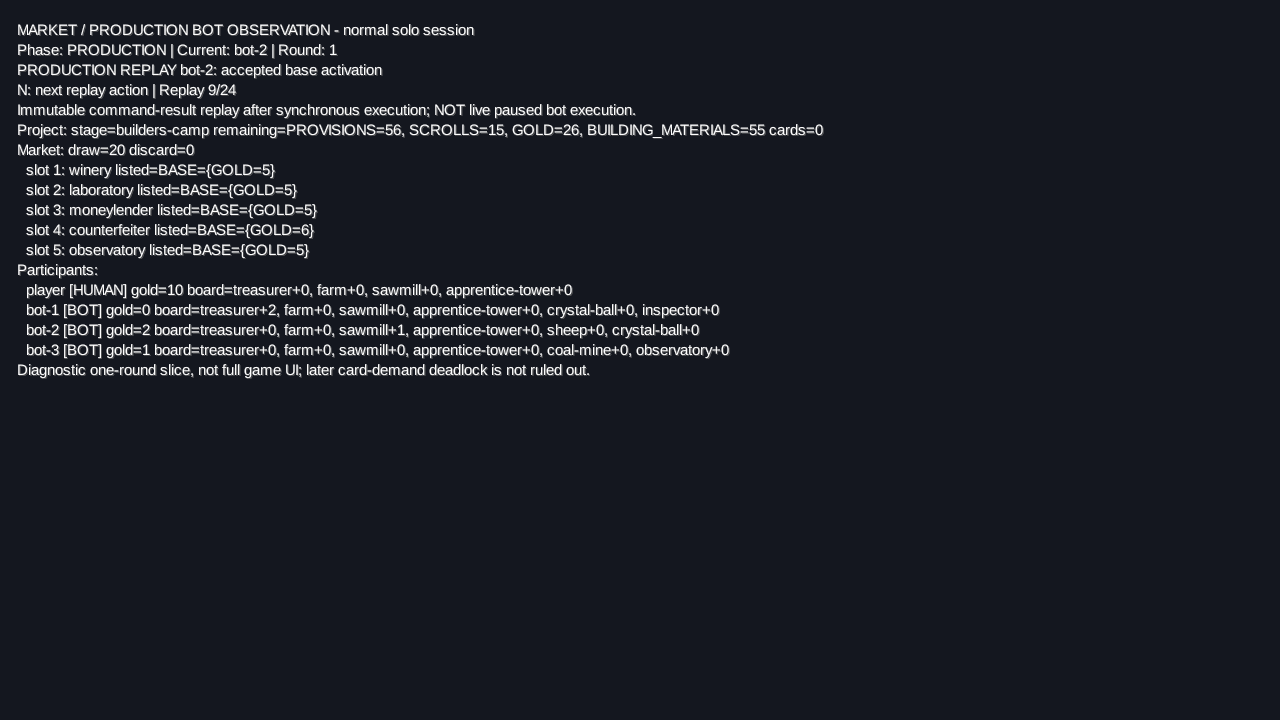 MARKET / PRODUCTION BOT OBSERVATION - normal solo session
Phase: PRODUCTION | Current: bot-2 | Round: 1
PRODUCTION REPLAY bot-2: accepted base activation
N: next replay action | Replay 9/24
Immutable command-result replay after synchronous execution; NOT live paused bot execution.
Project: stage=builders-camp remaining=PROVISIONS=56, SCROLLS=15, GOLD=26, BUILDING_MATERIALS=55 cards=0
Market: draw=20 discard=0
slot 1: winery listed=BASE={GOLD=5}
slot 2: laboratory listed=BASE={GOLD=5}
slot 3: moneylender listed=BASE={GOLD=5}
slot 4: counterfeiter listed=BASE={GOLD=6}
slot 5: observatory listed=BASE={GOLD=5}
Participants:
player [HUMAN] gold=10 board=treasurer+0, farm+0, sawmill+0, apprentice-tower+0
bot-1 [BOT] gold=0 board=treasurer+2, farm+0, sawmill+0, apprentice-tower+0, crystal-ball+0, inspector+0
bot-2 [BOT] gold=2 board=treasurer+0, farm+0, sawmill+1, apprentice-tower+0, sheep+0, crystal-ball+0
bot-3 [BOT] gold=1 board=treasurer+0, farm+0, sawmill+0, apprentice-tower+0, coal-mine+0, observatory+0
Diagnostic one-round slice, not full game UI; later card-demand deadlock is not ruled out.